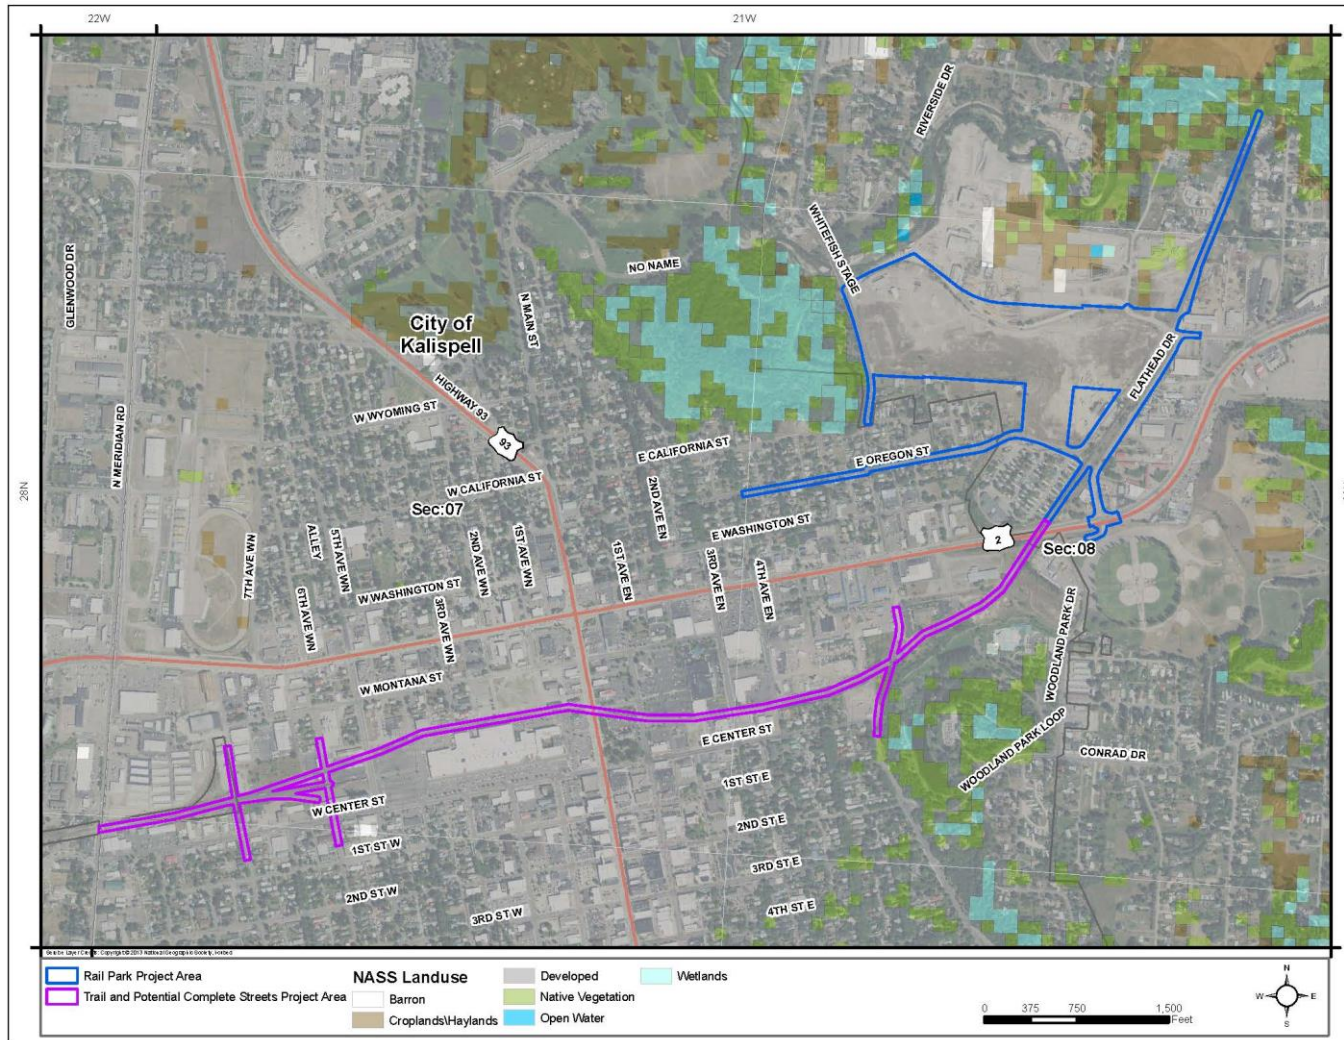 22W
21W
28N
RIVERSIDE DR
WHITEFISH STAGE
NO NAME
GLENWOOD DR
N MAIN ST
City of
Kalispell
HIGHWAY 93
FLATHEAD DR
W WYOMING ST
N MERIDIAN RD
93
E CALIFORNIA ST
E OREGON ST
W CALIFORNIA ST
Sec:07
2ND AVE EN
E WASHINGTON ST
2
Sec:08
ALLEY
5TH AVE WN
7TH AVE WN
6TH AVE WN
2ND AVE WN
1ST AVE WN
1ST AVE EN
3RD AVE EN
4TH AVE EN
W WASHINGTON ST
3RD AVE WN
WOODLAND PARK DR
W MONTANA ST
E CENTER ST
WOODLAND PARK LOOP
CONRAD DR
1ST ST E
W CENTER ST
2ND ST E
1ST ST W
3RD ST E
2ND ST W
3RD ST W
4TH ST E
Copyright:© 2013 National Geographic Society, i-cubed
Rail Park Project Area
Trail and Potential Complete Streets Project Area
NASS Landuse
Barron
Croplands\Haylands
Developed
Native Vegetation
Open Water
Wetlands
N
W E
S
0 375 750 1,500
Feet